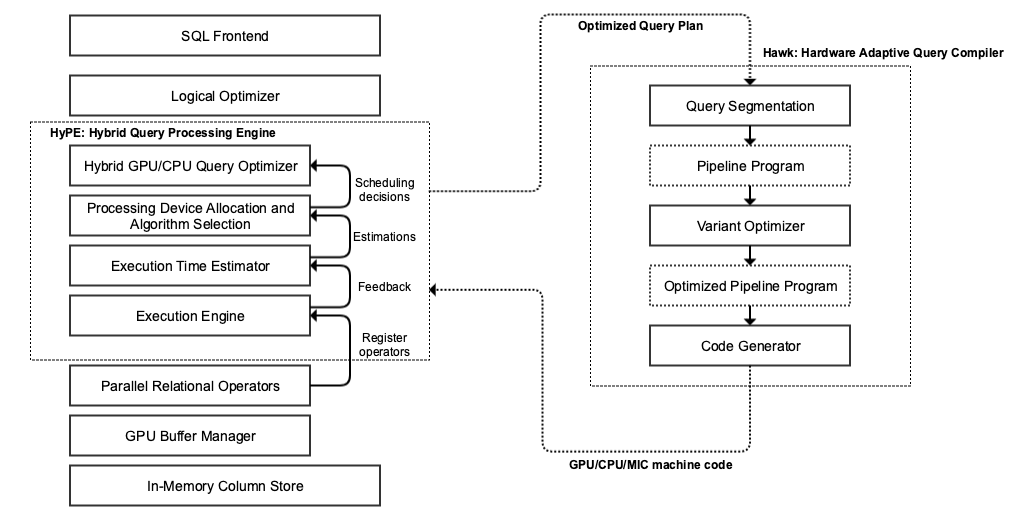 SQL Frontend
Logical Optimizer
HyPE: Hybrid Query Processing Engine
Hybrid GPU/CPU Query Optimizer
Scheduling
decisions
Processing Device Allocation and
Algorithm Selection
Estimations
Execution Time Estimator
Feedback
Execution Engine
Register
operators
Parallel Relational Operators
GPU Buffer Manager
In-Memory Column Store
Optimized Query Plan
Hawk: Hardware Adaptive Query Compiler
Query Segmentation
Pipeline Program
Variant Optimizer
Optimized Pipeline Program
Code Generator
GPU/CPU/MIC machine code